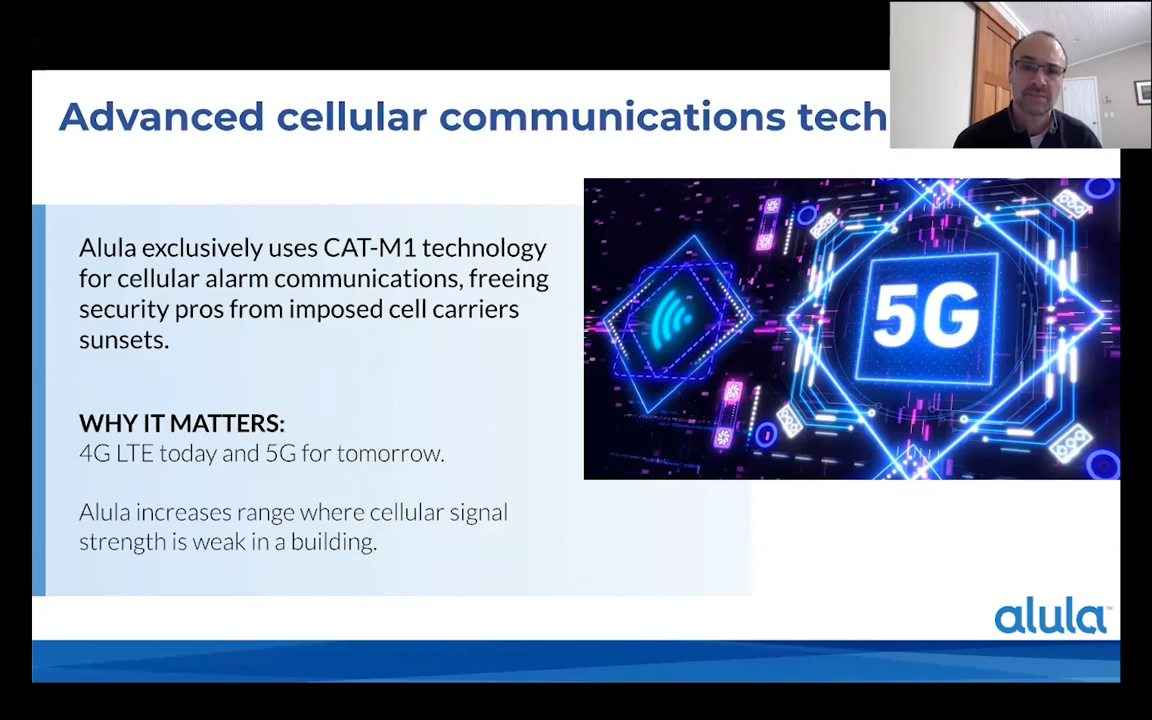 Advanced cellular communications tech
Alula exclusively uses CAT-M1 technology
for cellular alarm communications, freeing
security pros from imposed cell carriers
sunsets.
5G
WHY IT MATTERS:
4G LTE today and 5G for tomorrow.
Alula increases range where cellular signal
strength is weak in a building.
alula™